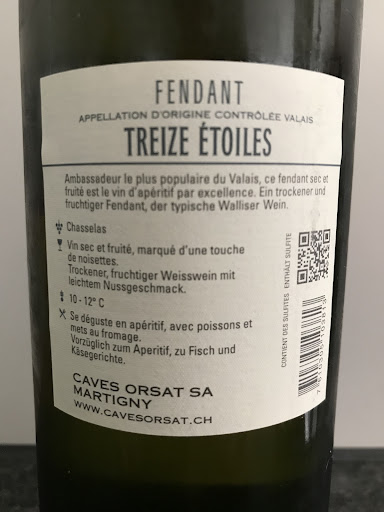 FENDANT
APPELLATION D'ORIGINE CONTRÔLÉE VALAIS
TREIZE ÉTOILES
Ambassadeur le plus populaire du Valais, ce fendant sec et
fruité est le vin d'apéritif par excellence. Ein trockener und
fruchtiger Fendant, der typische Walliser Wein.
Chasselas
Vin sec et fruité, marqué d'une touche
de noisettes.
Trockener, fruchtiger Weisswein mit
leichtem Nussgeschmack.
10 - 12° C
Se déguste en apéritif, avec poissons et
mets au fromage.
Vorzüglich zum Aperitif, zu Fisch und
Käsegerichte.
CAVES ORSAT SA
MARTIGNY
WWW.CAVESORSAT.CH
CONTIENT DES SULFITES ENTHÄLT SULFITE